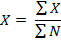 X = ∑X / ∑N